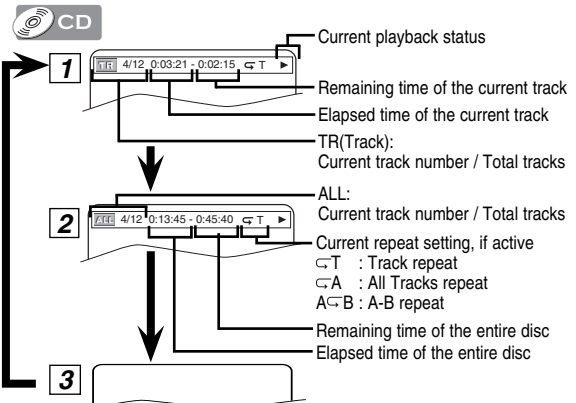 CD
Current playback status
1
TR 4/12 0:03:21 - 0:02:15 T
Remaining time of the current track
Elapsed time of the current track
TR(Track):
Current track number / Total tracks
ALL:
Current track number / Total tracks
2
ALL 4/12 0:13:45 - 0:45:40 T
Current repeat setting, if active
T : Track repeat
A : All Tracks repeat
A B : A-B repeat
Remaining time of the entire disc
Elapsed time of the entire disc
3